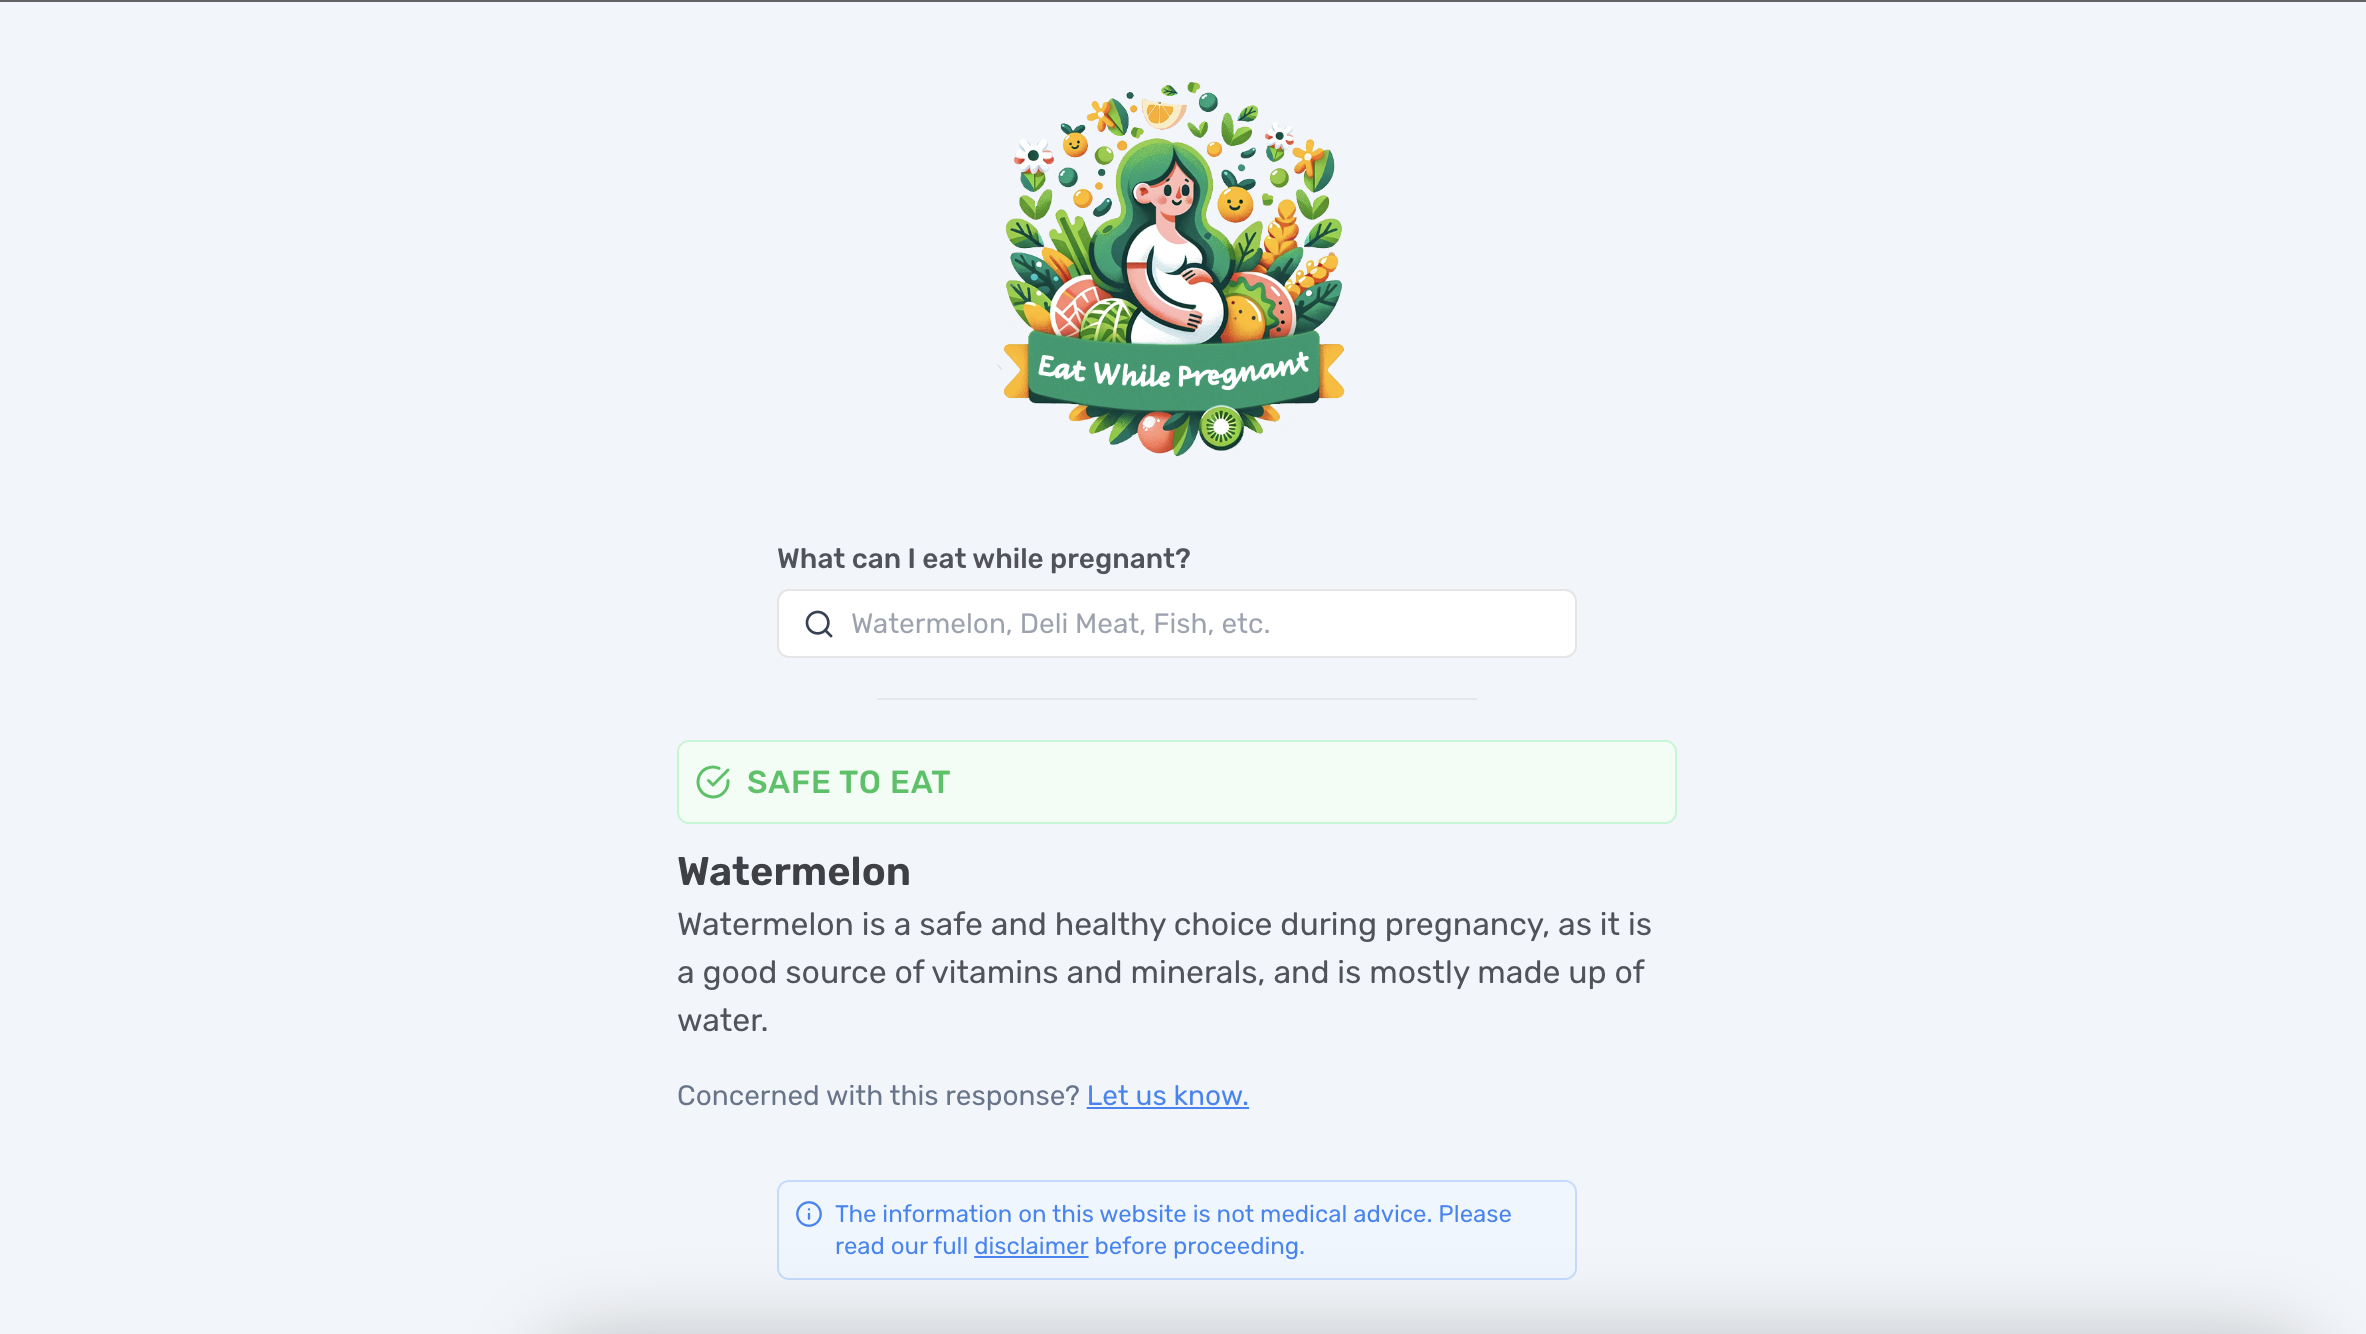 Eat While Pregnant
What can I eat while pregnant?
Watermelon, Deli Meat, Fish, etc.
SAFE TO EAT
Watermelon
Watermelon is a safe and healthy choice during pregnancy, as it is
a good source of vitamins and minerals, and is mostly made up of
water.
Concerned with this response? Let us know.
The information on this website is not medical advice. Please
read our full disclaimer before proceeding.